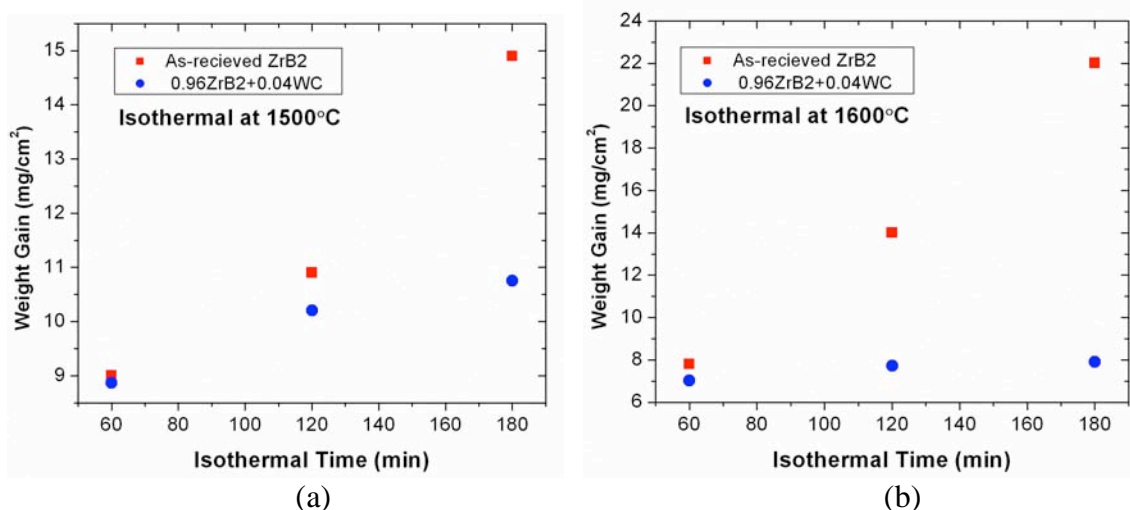 15
14
13
12
11
10
9
Weight Gain (mg/cm²)
As-recieved ZrB2
0.96ZrB2+0.04WC
Isothermal at 1500°C
60 80 100 120 140 160 180
Isothermal Time (min)
(a)
24
22
20
18
16
14
12
10
8
6
Weight Gain (mg/cm²)
As-recieved ZrB2
0.96ZrB2+0.04WC
Isothermal at 1600°C
60 80 100 120 140 160 180
Isothermal Time (min)
(b)